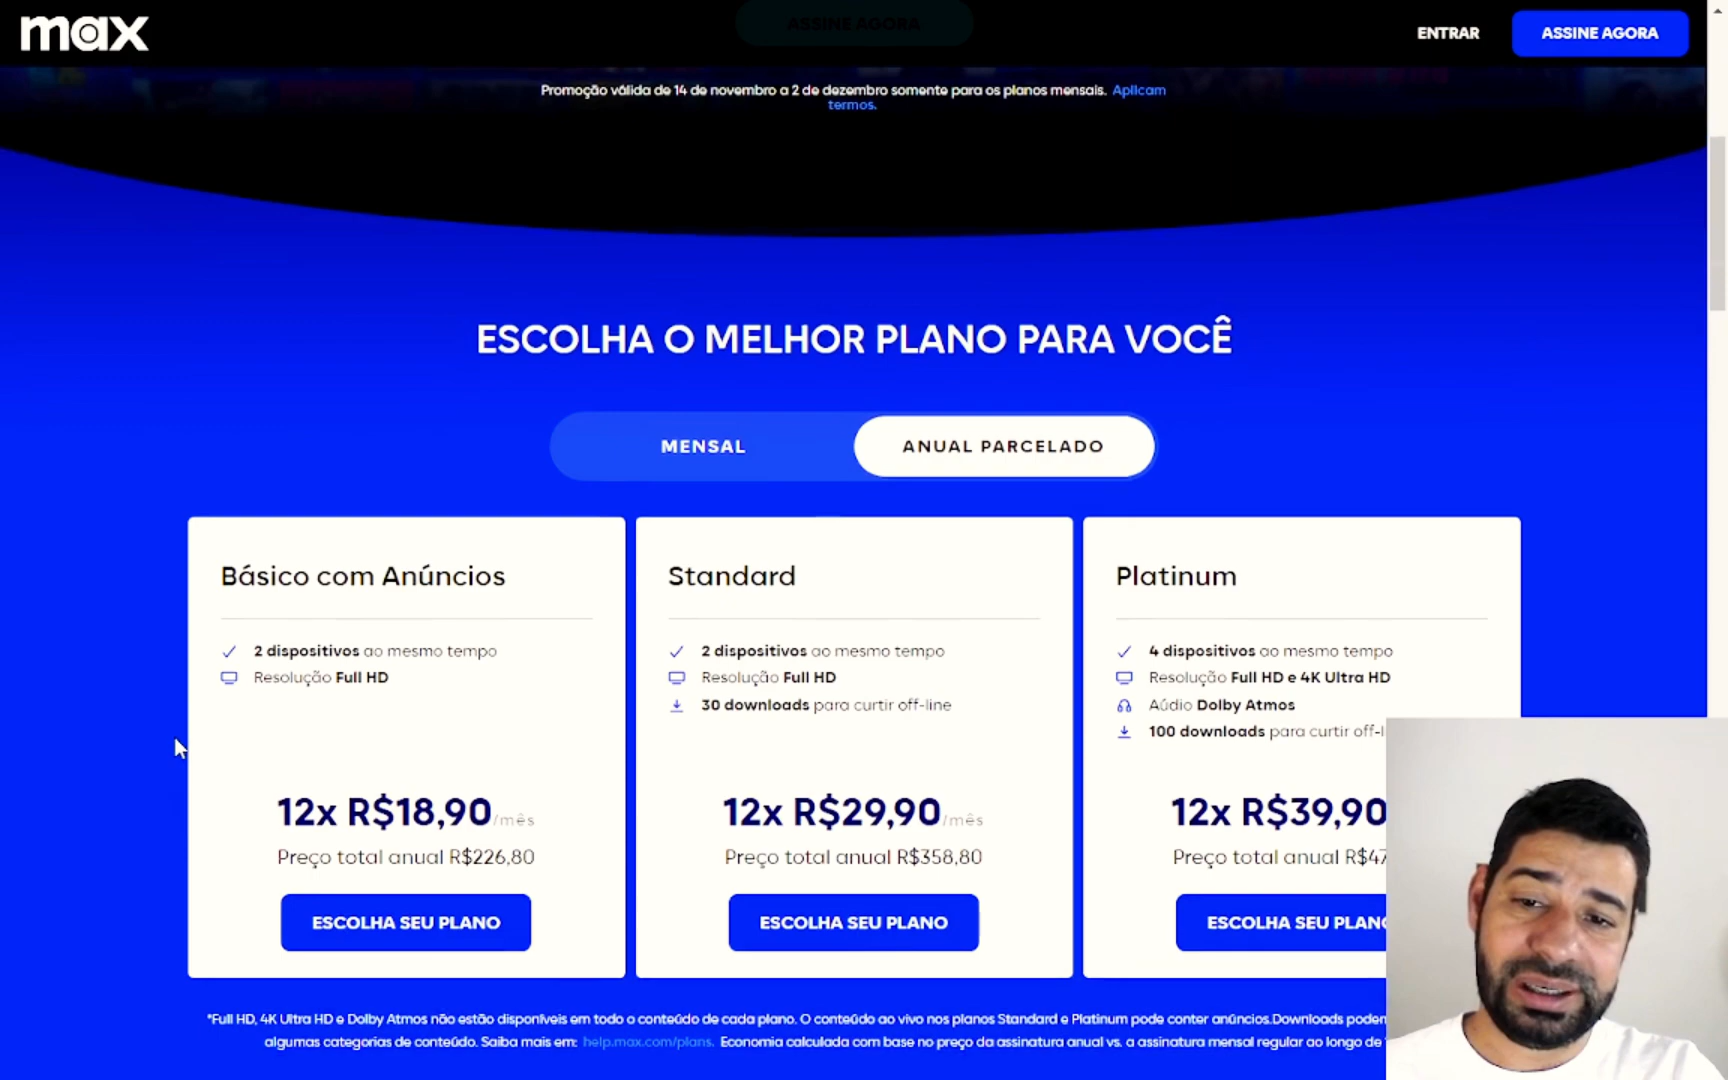 max
ASSINE AGORA
ENTRAR
ASSINE AGORA
Promoção válida de 14 de novembro a 2 de dezembro somente para os planos mensais. Aplicam
termos.
ESCOLHA O MELHOR PLANO PARA VOCÊ
MENSAL
ANUAL PARCELADO
Básico com Anúncios
2 dispositivos ao mesmo tempo
Resolução Full HD
12x R$18,90/mês
Preço total anual R$226,80
ESCOLHA SEU PLANO
Standard
2 dispositivos ao mesmo tempo
Resolução Full HD
30 downloads para curtir off-line
12x R$29,90/mês
Preço total anual R$358,80
ESCOLHA SEU PLANO
Platinum
4 dispositivos ao mesmo tempo
Resolução Full HD e 4K Ultra HD
Aúdio Dolby Atmos
100 downloads para curtir off-l
12x R$39,90
Preço total anual R$47
ESCOLHA SEU PLANO
*Full HD, 4K Ultra HD e Dolby Atmos não estão disponíveis em todo o conteúdo de cada plano. O conteúdo ao vivo nos planos Standard e Platinum pode conter anúncios.Downloads podem
algumas categorias de conteúdo. Saiba mais em: help.max.com/plans. Economia calculada com base no preço da assinatura anual vs. a assinatura mensal regular ao longo de